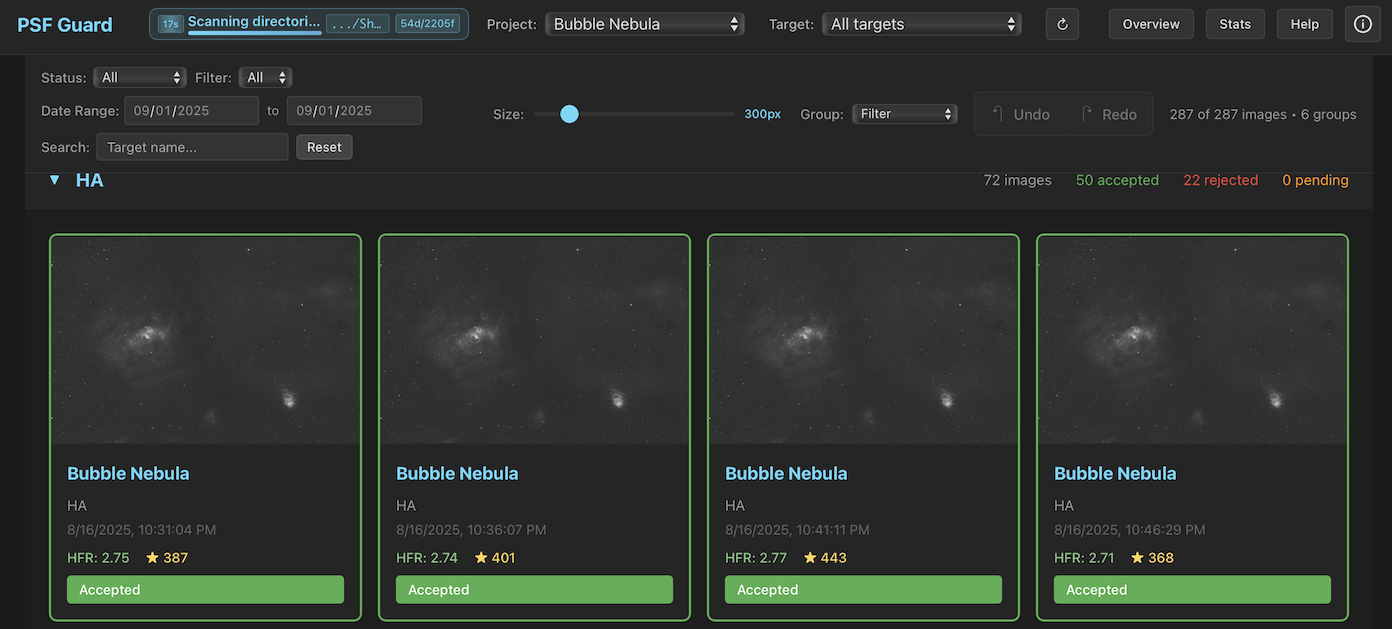 PSF Guard
17s Scanning directori... .../Sh... 54d/2205f
Project: Bubble Nebula
Target: All targets
Overview
Stats
Help
Status: All Filter: All
Date Range: 09/01/2025 to 09/01/2025
Size: 300px Group: Filter
Undo
Redo
287 of 287 images • 6 groups
Search: Target name... Reset
▼ HA
72 images 50 accepted 22 rejected 0 pending
Bubble Nebula
HA
8/16/2025, 10:31:04 PM
HFR: 2.75 ★ 387
Accepted
Bubble Nebula
HA
8/16/2025, 10:36:07 PM
HFR: 2.74 ★ 401
Accepted
Bubble Nebula
HA
8/16/2025, 10:41:11 PM
HFR: 2.77 ★ 443
Accepted
Bubble Nebula
HA
8/16/2025, 10:46:29 PM
HFR: 2.71 ★ 368
Accepted